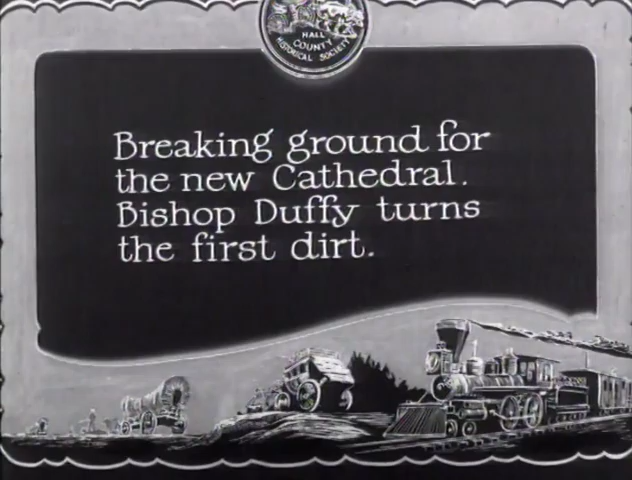 HALL
COUNTY
HISTORICAL SOCIETY
Breaking ground for
the new Cathedral.
Bishop Duffy turns
the first dirt.